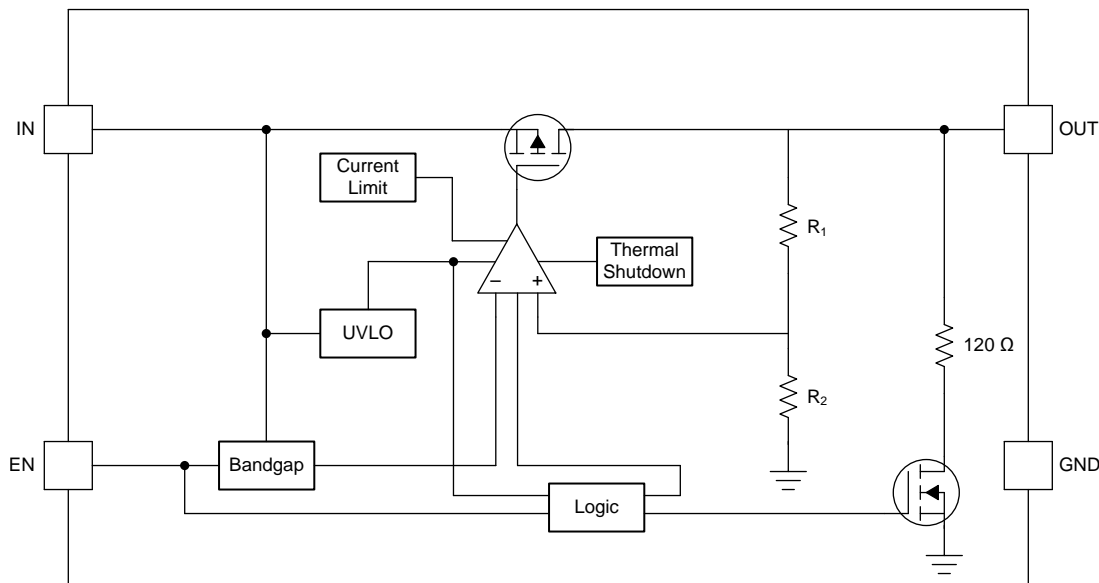 IN
OUT
Current
Limit
R1
Thermal
Shutdown
− +
UVLO
120 Ω
R2
EN
Bandgap
GND
Logic